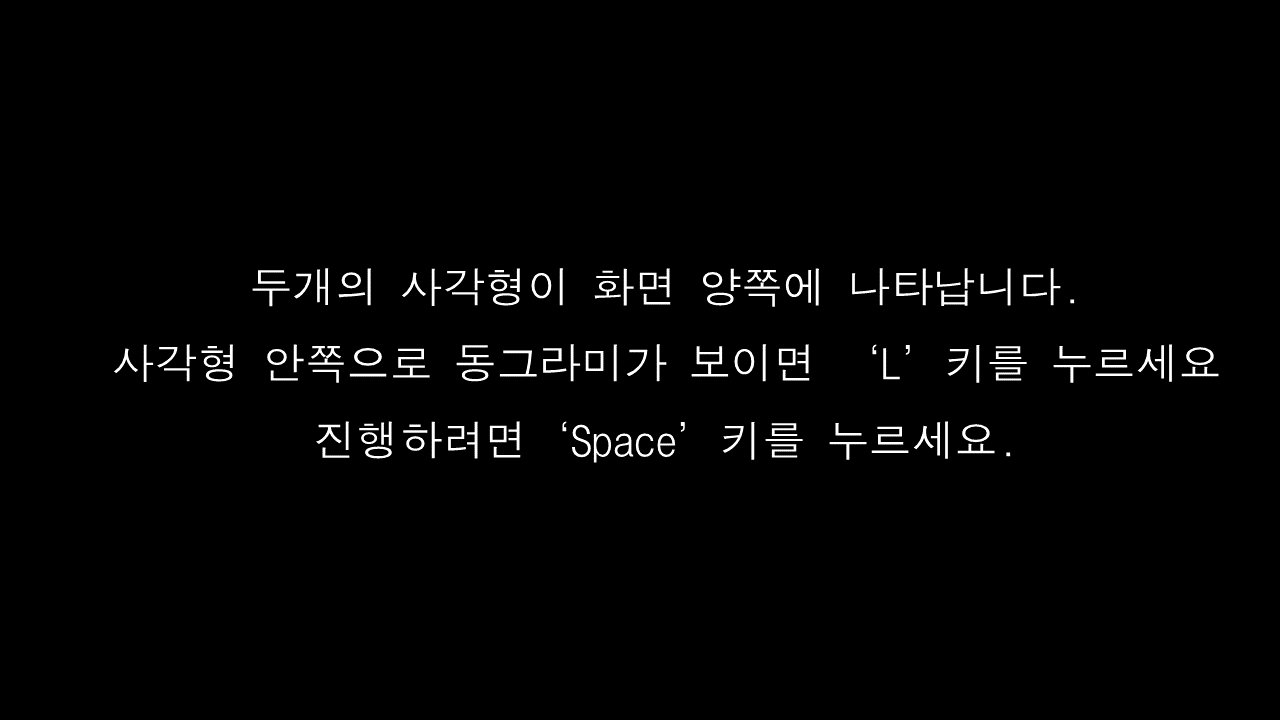 두개의 사각형이 화면 양쪽에 나타납니다.
사각형 안쪽으로 동그라미가 보이면 ‘L’ 키를 누르세요
진행하려면 ‘Space’ 키를 누르세요.